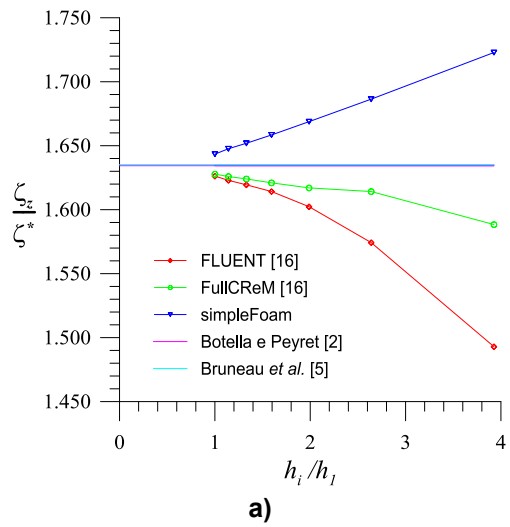 1.750
1.700
1.650
1.600
1.550
1.500
1.450
ζ* | ζz
FLUENT [16]
FullCReM [16]
simpleFoam
Botella e Peyret [2]
Bruneau et al. [5]
0 1 2 3 4
hi/h1
a)